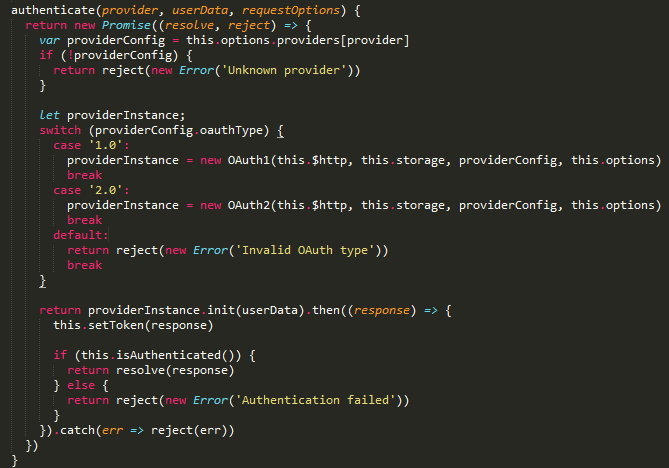 authenticate(provider, userData, requestOptions) {
  return new Promise((resolve, reject) => {
    var providerConfig = this.options.providers[provider]
    if (!providerConfig) {
      return reject(new Error('Unknown provider'))
    }

    let providerInstance;
    switch (providerConfig.oauthType) {
      case '1.0':
        providerInstance = new OAuth1(this.$http, this.storage, providerConfig, this.options)
        break
      case '2.0':
        providerInstance = new OAuth2(this.$http, this.storage, providerConfig, this.options)
        break
      default:
        return reject(new Error('Invalid OAuth type'))
        break
    }

    return providerInstance.init(userData).then((response) => {
      this.setToken(response)

      if (this.isAuthenticated()) {
        return resolve(response)
      } else {
        return reject(new Error('Authentication failed'))
      }
    }).catch(err => reject(err))
  })
}